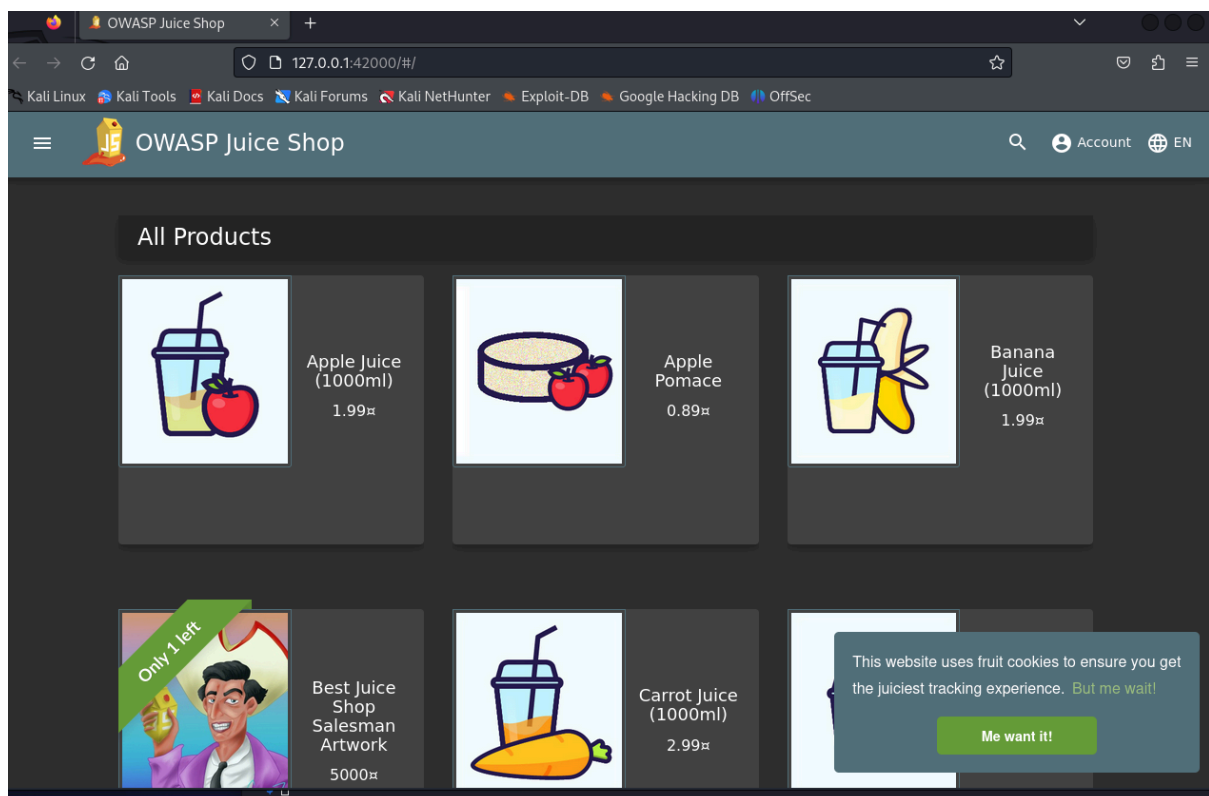 OWASP Juice Shop
127.0.0.1:42000/#/
Kali Linux Kali Tools Kali Docs Kali Forums Kali NetHunter Exploit-DB Google Hacking DB OffSec
JS OWASP Juice Shop Account EN
All Products
Apple Juice
(1000ml)
1.99¤
Apple
Pomace
0.89¤
Banana
Juice
(1000ml)
1.99¤
Only 1 left
Best Juice
Shop
Salesman
Artwork
5000¤
Carrot Juice
(1000ml)
2.99¤
This website uses fruit cookies to ensure you get
the juiciest tracking experience. But me wait!
Me want it!